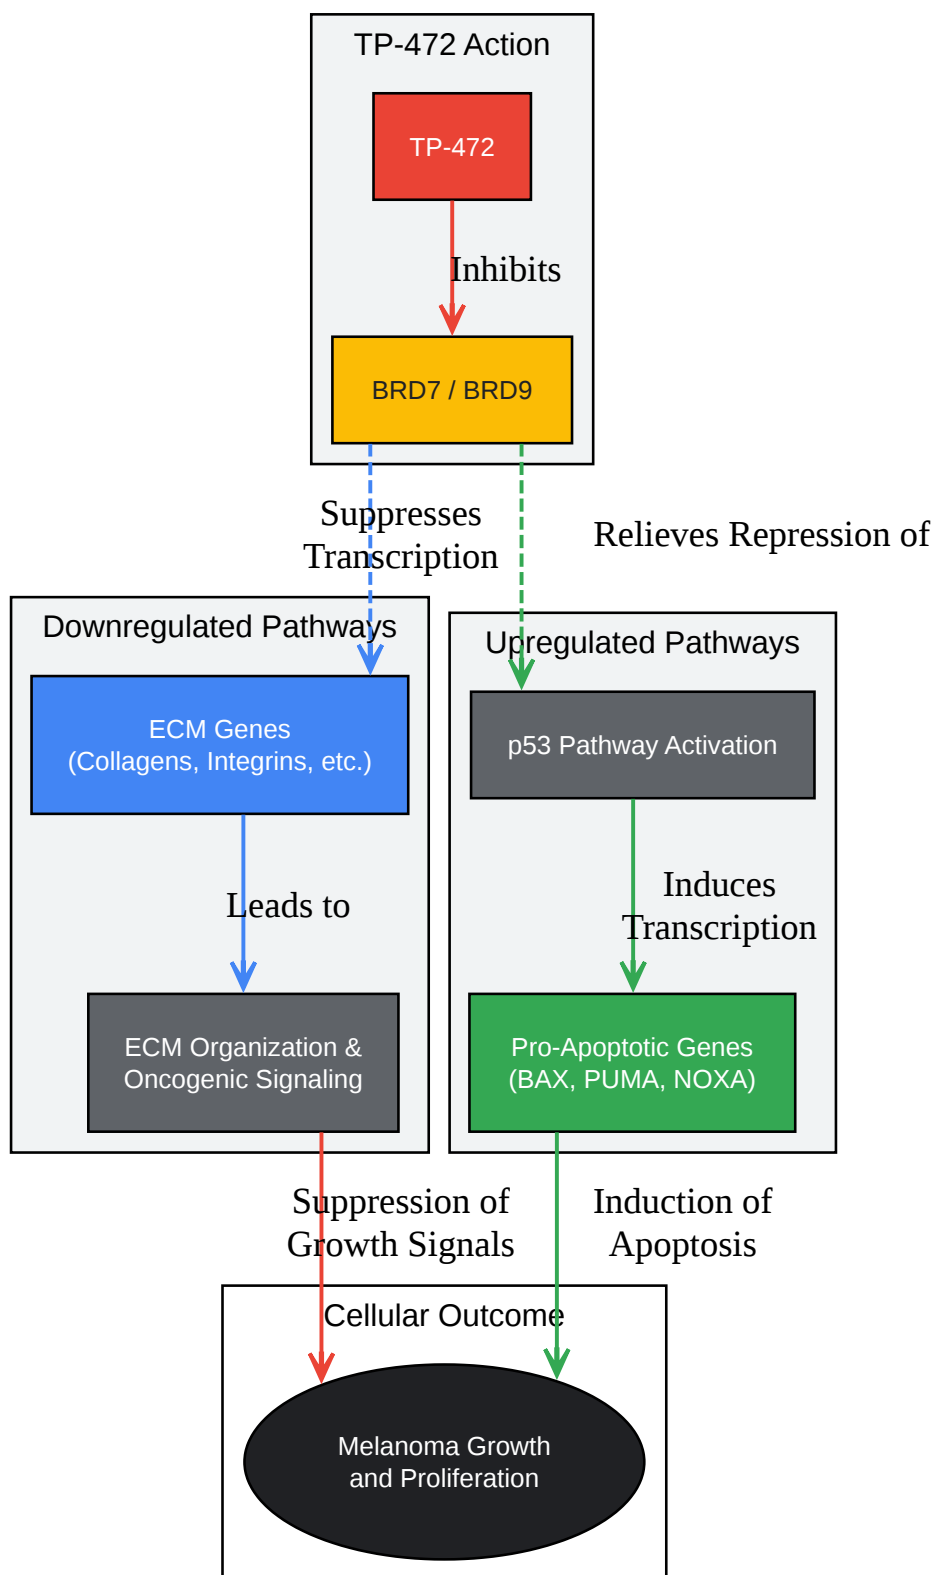 TP-472 Action
TP-472
Inhibits
BRD7 / BRD9
Suppresses
Transcription
Relieves Repression of
Downregulated Pathways
Upregulated Pathways
ECM Genes
(Collagens, Integrins, etc.)
p53 Pathway Activation
Leads to
Induces
Transcription
ECM Organization &
Oncogenic Signaling
Pro-Apoptotic Genes
(BAX, PUMA, NOXA)
Suppression of
Growth Signals
Induction of
Apoptosis
Cellular Outcome
Melanoma Growth
and Proliferation